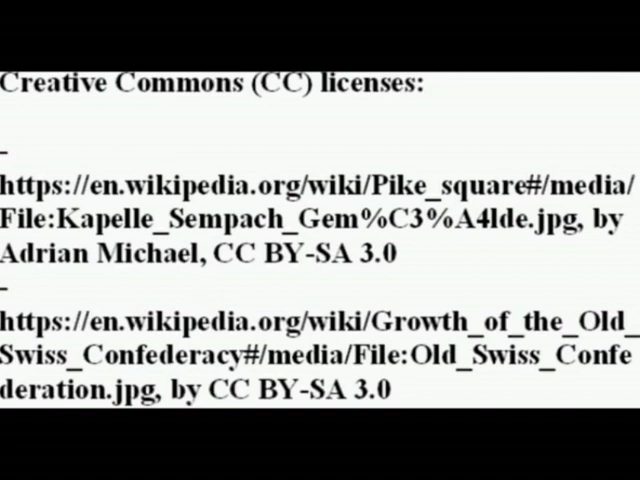 Creative Commons (CC) licenses:
-
https://en.wikipedia.org/wiki/Pike_square#/media/
File:Kapelle_Sempach_Gem%C3%A4lde.jpg, by
Adrian Michael, CC BY-SA 3.0
-
https://en.wikipedia.org/wiki/Growth_of_the_Old_
Swiss_Confederacy#/media/File:Old_Swiss_Confe
deration.jpg, by CC BY-SA 3.0